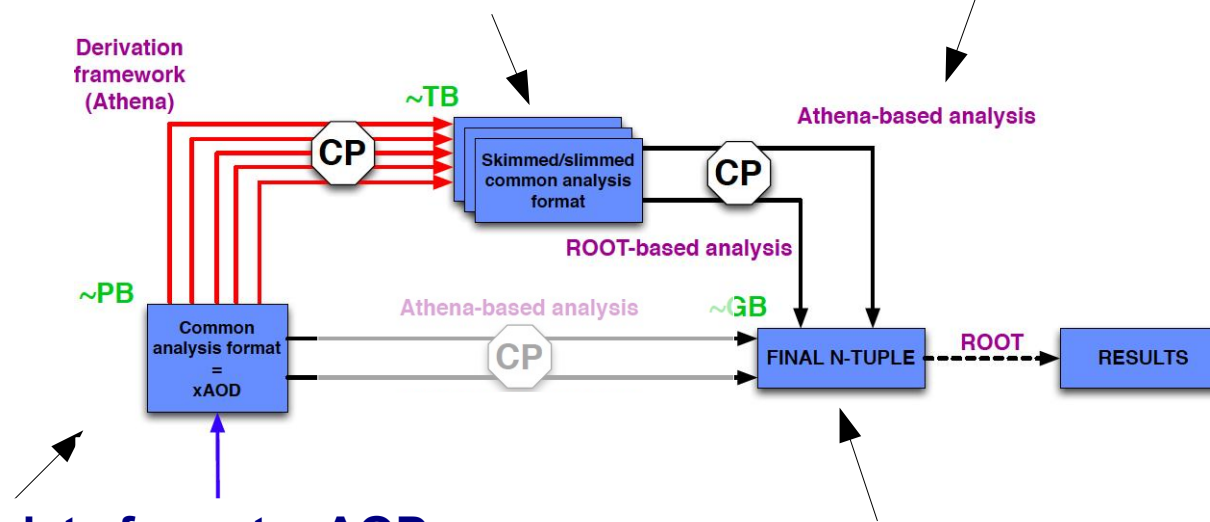 Derivation
framework
(Athena)
~TB
CP
Skimmed/slimmed
common analysis
format
CP
Athena-based analysis
ROOT-based analysis
~PB
Common
analysis format
=
xAOD
Athena-based analysis
CP
~GB
FINAL N-TUPLE
ROOT
RESULTS